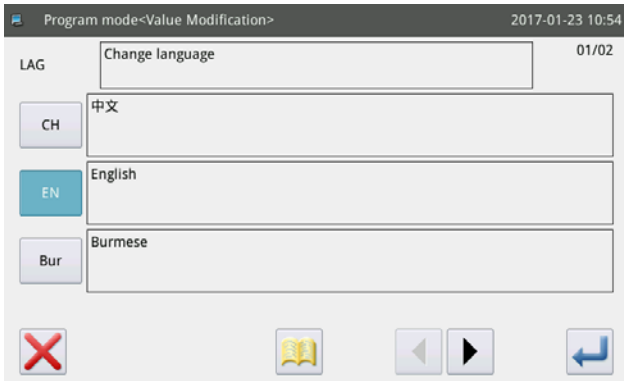 Program mode<Value Modification> 2017-01-23 10:54
LAG Change language 01/02
CH 中文
EN English
Bur Burmese